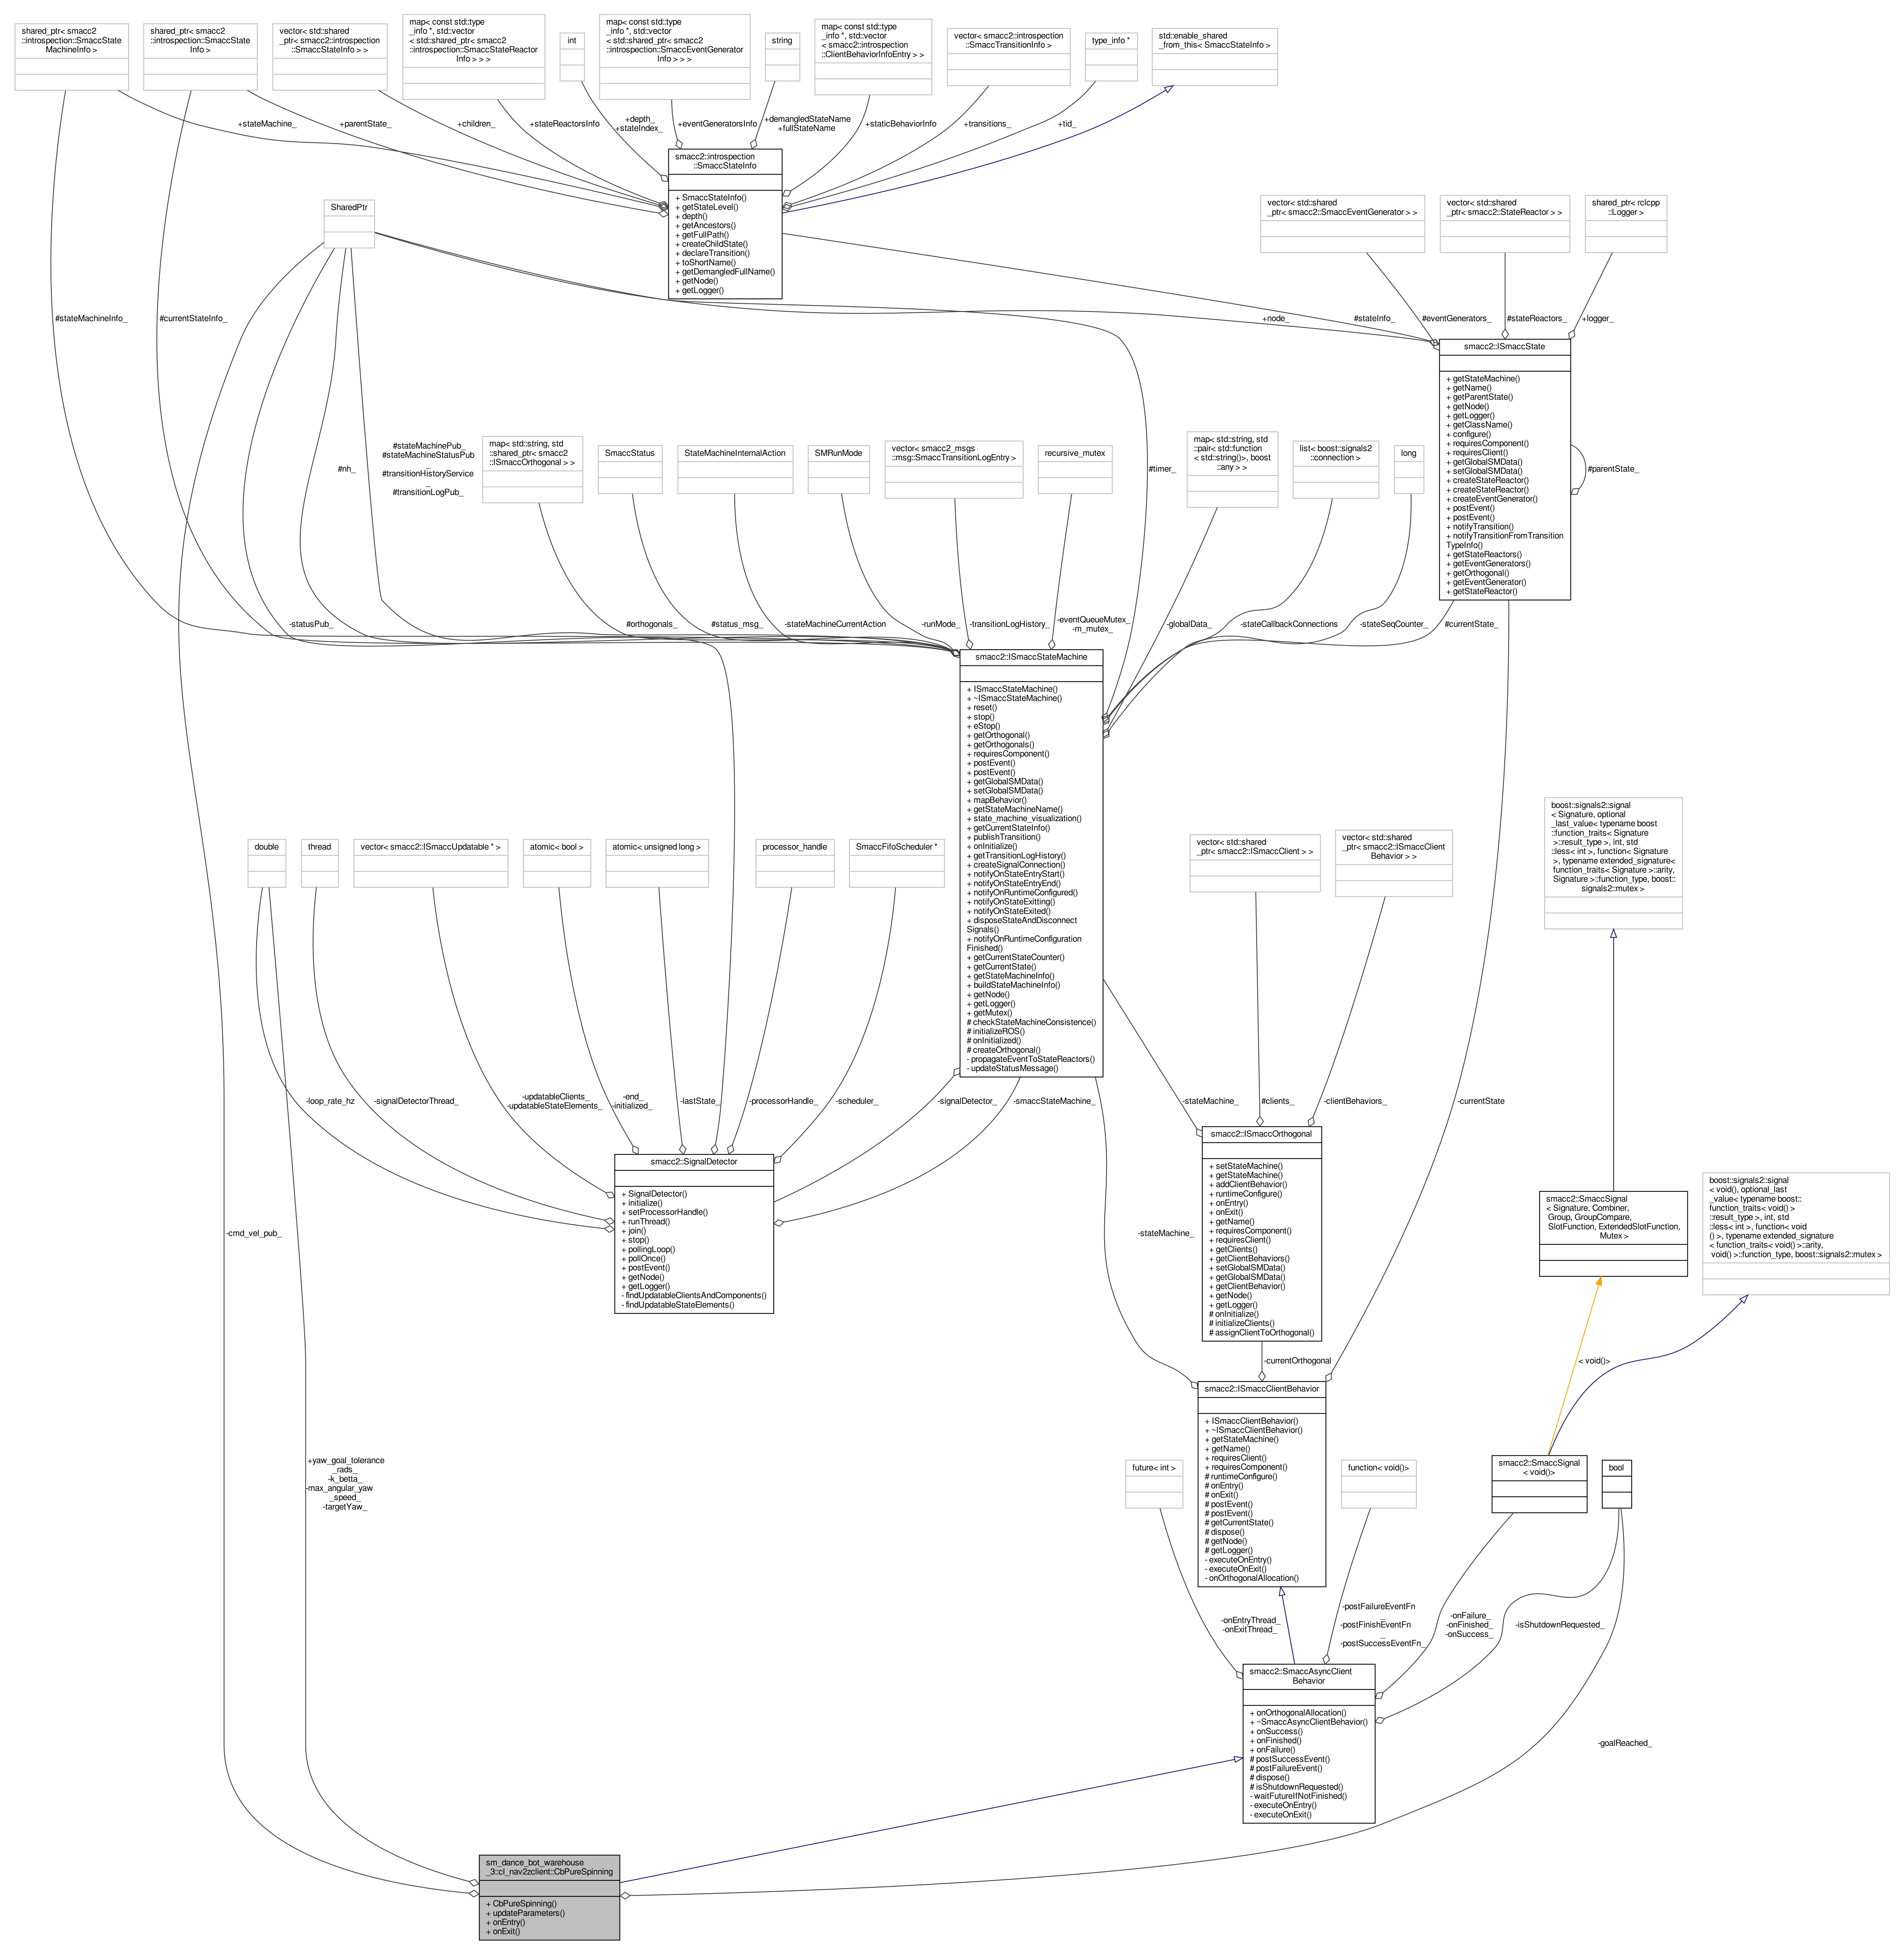 shared_ptr< smacc2
::introspection::SmaccState
MachineInfo >
shared_ptr< smacc2
::introspection::SmaccState
Info >
vector< std::shared
_ptr< smacc2::introspection
::SmaccStateInfo > >
map< const std::type
_info *, std::vector
< std::shared_ptr< smacc2
::introspection::SmaccStateReactor
Info > > >
int
map< const std::type
_info *, std::vector
< std::shared_ptr< smacc2
::introspection::SmaccEventGenerator
Info > > >
string
map< const std::type
_info *, std::vector
< smacc2::introspection
::ClientBehaviorInfoEntry > >
vector< smacc2::introspection
::SmaccTransitionInfo >
type_info *
std::enable_shared
_from_this< SmaccStateInfo >
+stateMachine_
+parentState_
+children_
+stateReactorsInfo
+depth_
+stateIndex_
+eventGeneratorsInfo
+demangledStateName
+fullStateName
+staticBehaviorInfo
+transitions_
+tid_
smacc2::introspection
::SmaccStateInfo
+ SmaccStateInfo()
+ getStateLevel()
+ depth()
+ getAncestors()
+ getFullPath()
+ createChildState()
+ declareTransition()
+ toShortName()
+ getDemangledFullName()
+ getNode()
+ getLogger()
SharedPtr
vector< std::shared
_ptr< smacc2::SmaccEventGenerator > >
vector< std::shared
_ptr< smacc2::StateReactor > >
shared_ptr< rclcpp
::Logger >
#stateMachineInfo_
#currentStateInfo_
+node_
#stateInfo_
#eventGenerators_
#stateReactors_
+logger_
smacc2::ISmaccState
+ getStateMachine()
+ getName()
+ getParentState()
+ getNode()
+ getLogger()
+ getClassName()
+ configure()
+ requiresComponent()
+ requiresClient()
+ getGlobalSMData()
+ setGlobalSMData()
+ createStateReactor()
+ createStateReactor()
+ createEventGenerator()
+ postEvent()
+ postEvent()
+ notifyTransition()
+ notifyTransitionFromTransition
TypeInfo()
+ getStateReactors()
+ getEventGenerators()
+ getOrthogonal()
+ getEventGenerator()
+ getStateReactor()
#parentState_
#nh_
#stateMachinePub_
#stateMachineStatusPub
_
#transitionHistoryService
_
#transitionLogPub_
map< std::string, std
::shared_ptr< smacc2
::ISmaccOrthogonal > >
SmaccStatus
StateMachineInternalAction
SMRunMode
vector< smacc2_msgs
::msg::SmaccTransitionLogEntry >
recursive_mutex
#timer_
map< std::string, std
::pair< std::function
< std::string()>, boost
::any > >
list< boost::signals2
::connection >
long
-statusPub_
#orthogonals_
#status_msg_
-stateMachineCurrentAction
-runMode_
-transitionLogHistory_
-eventQueueMutex_
-m_mutex_
-globalData_
-stateCallbackConnections
-stateSeqCounter_
#currentState_
smacc2::ISmaccStateMachine
+ ISmaccStateMachine()
+ ~ISmaccStateMachine()
+ reset()
+ stop()
+ eStop()
+ getOrthogonal()
+ getOrthogonals()
+ requiresComponent()
+ postEvent()
+ postEvent()
+ getGlobalSMData()
+ setGlobalSMData()
+ mapBehavior()
+ getStateMachineName()
+ state_machine_visualization()
+ getCurrentStateInfo()
+ publishTransition()
+ onInitialize()
+ getTransitionLogHistory()
+ createSignalConnection()
+ notifyOnStateEntryStart()
+ notifyOnStateEntryEnd()
+ notifyOnRuntimeConfigured()
+ notifyOnStateExitting()
+ notifyOnStateExited()
+ disposeStateAndDisconnect
Signals()
+ notifyOnRuntimeConfiguration
Finished()
+ getCurrentStateCounter()
+ getCurrentState()
+ getStateMachineInfo()
+ buildStateMachineInfo()
+ getNode()
+ getLogger()
+ getMutex()
# checkStateMachineConsistence()
# initializeROS()
# onInitialized()
# createOrthogonal()
- propagateEventToStateReactors()
- updateStatusMessage()
double
thread
vector< smacc2::ISmaccUpdatable * >
atomic< bool >
atomic< unsigned long >
processor_handle
SmaccFifoScheduler *
vector< std::shared
_ptr< smacc2::ISmaccClient > >
vector< std::shared
_ptr< smacc2::ISmaccClient
Behavior > >
boost::signals2::signal
< Signature, optional
_last_value< typename boost
::function_traits< Signature
>::result_type >, int, std
::less< int >, function< Signature
>, typename extended_signature<
function_traits< Signature >::arity,
Signature >::function_type, boost::
signals2::mutex >
-loop_rate_hz
-signalDetectorThread_
-updatableClients_
-updatableStateElements_
-end_
-initialized_
-lastState_
-processorHandle_
-scheduler_
-signalDetector_
-smaccStateMachine_
-stateMachine_
#clients_
-clientBehaviors_
-currentState
smacc2::SignalDetector
+ SignalDetector()
+ initialize()
+ setProcessorHandle()
+ runThread()
+ join()
+ stop()
+ pollingLoop()
+ pollOnce()
+ postEvent()
+ getNode()
+ getLogger()
- findUpdatableClientsAndComponents()
- findUpdatableStateElements()
smacc2::ISmaccOrthogonal
+ setStateMachine()
+ getStateMachine()
+ addClientBehavior()
+ runtimeConfigure()
+ onEntry()
+ onExit()
+ getName()
+ requiresComponent()
+ requiresClient()
+ getClients()
+ getClientBehaviors()
+ setGlobalSMData()
+ getGlobalSMData()
+ getClientBehavior()
+ getNode()
+ getLogger()
# onInitialize()
# initializeClients()
# assignClientToOrthogonal()
smacc2::SmaccSignal
< Signature, Combiner,
Group, GroupCompare,
SlotFunction, ExtendedSlotFunction,
Mutex >
boost::signals2::signal
< void(), optional_last
_value< typename boost::
function_traits< void() >
::result_type >, int, std
::less< int >, function< void
() >, typename extended_signature
< function_traits< void() >::arity,
void() >::function_type, boost::signals2::mutex >
-cmd_vel_pub_
-stateMachine_
-currentOrthogonal
< void()>
smacc2::ISmaccClientBehavior
+ ISmaccClientBehavior()
+ ~ISmaccClientBehavior()
+ getStateMachine()
+ getName()
+ requiresClient()
+ requiresComponent()
# runtimeConfigure()
# onEntry()
# onExit()
# postEvent()
# postEvent()
# getCurrentState()
# dispose()
# getNode()
# getLogger()
- executeOnEntry()
- executeOnExit()
- onOrthogonalAllocation()
+yaw_goal_tolerance
_rads_
-k_betta_
-max_angular_yaw
_speed_
-targetYaw_
future< int >
function< void()>
smacc2::SmaccSignal
< void()>
bool
-onEntryThread_
-onExitThread_
-postFailureEventFn
_
-postFinishEventFn
_
-postSuccessEventFn_
-onFailure_
-onFinished_
-onSuccess_
-isShutdownRequested_
smacc2::SmaccAsyncClient
Behavior
+ onOrthogonalAllocation()
+ ~SmaccAsyncClientBehavior()
+ onSuccess()
+ onFinished()
+ onFailure()
# postSuccessEvent()
# postFailureEvent()
# dispose()
# isShutdownRequested()
- waitFutureIfNotFinished()
- executeOnEntry()
- executeOnExit()
-goalReached_
sm_dance_bot_warehouse
_3::cl_nav2zclient::CbPureSpinning
+ CbPureSpinning()
+ updateParameters()
+ onEntry()
+ onExit()